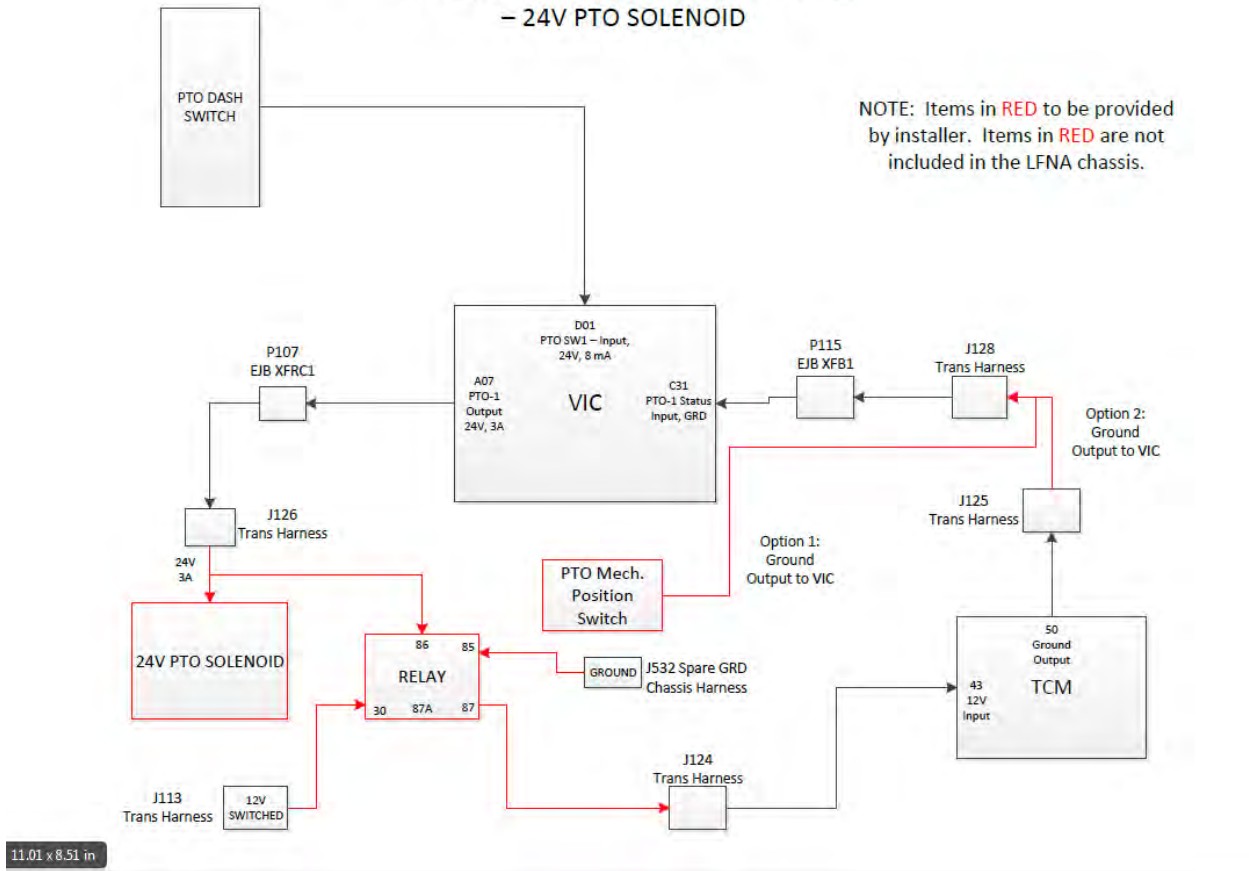 – 24V PTO SOLENOID
PTO DASH
SWITCH
NOTE: Items in RED to be provided
by installer. Items in RED are not
included in the LFNA chassis.
D01
PTO SW1 – Input,
24V, 8 mA
VIC
A07
PTO-1
Output
24V, 3A
C31
PTO-1 Status
Input, GRD
P107
EJB XFRC1
P115
EJB XFB1
J128
Trans Harness
Option 2:
Ground
Output to VIC
J126
Trans Harness
J125
Trans Harness
24V
3A
Option 1:
Ground
Output to VIC
PTO Mech.
Position
Switch
24V PTO SOLENOID
86
85
RELAY
30
87A
87
GROUND
J532 Spare GRD
Chassis Harness
50
Ground
Output
TCM
43
12V
Input
J124
Trans Harness
J113
Trans Harness
12V
SWITCHED
11.01 x 8.51 in